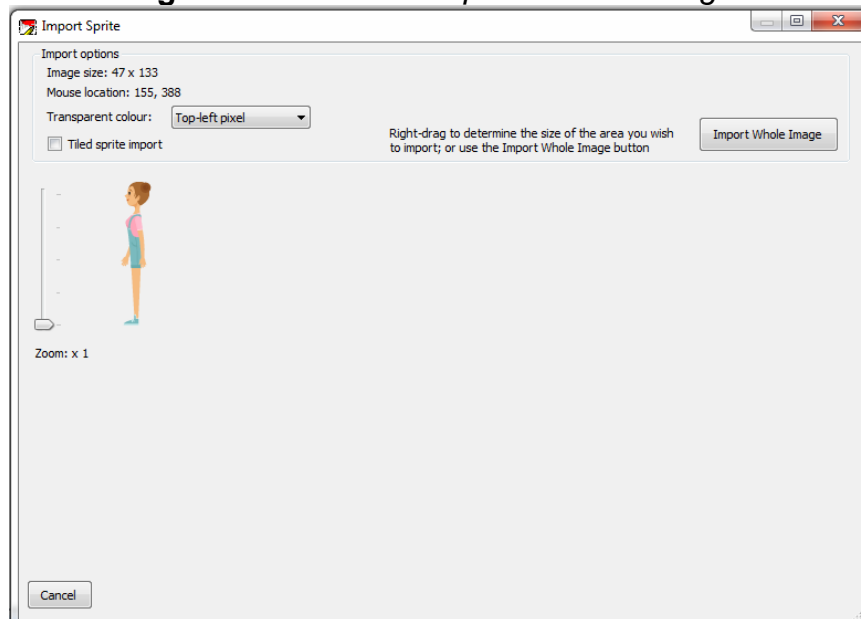 Import Sprite
Import options
Image size: 47 x 133
Mouse location: 155, 388
Transparent colour: Top-left pixel
Tiled sprite import
Right-drag to determine the size of the area you wish
to import; or use the Import Whole Image button
Import Whole Image
Zoom: x 1
Cancel